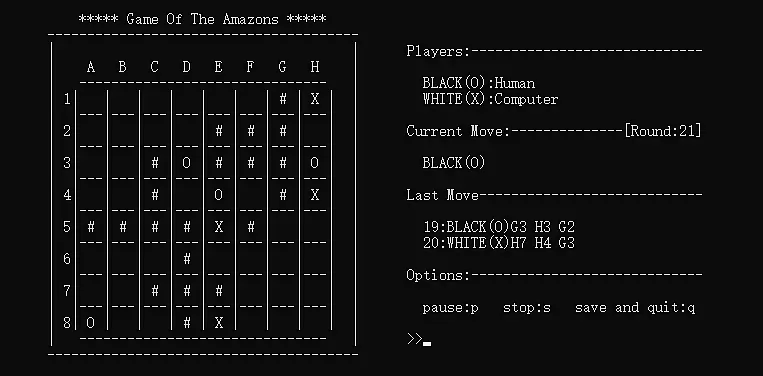 ***** Game Of The Amazons *****
Players:-----------------------------
A B C D E F G H
BLACK(O):Human
1 # X
WHITE(X):Computer
2 # # #
Current Move:--------------[Round:21]
3 # O # # # O
BLACK(O)
4 # O # X
Last Move----------------------------
5 # # # # X #
19:BLACK(O)G3 H3 G2
20:WHITE(X)H7 H4 G3
6 #
Options:-----------------------------
7 # # #
pause:p stop:s save and quit:q
8 O # X
>>